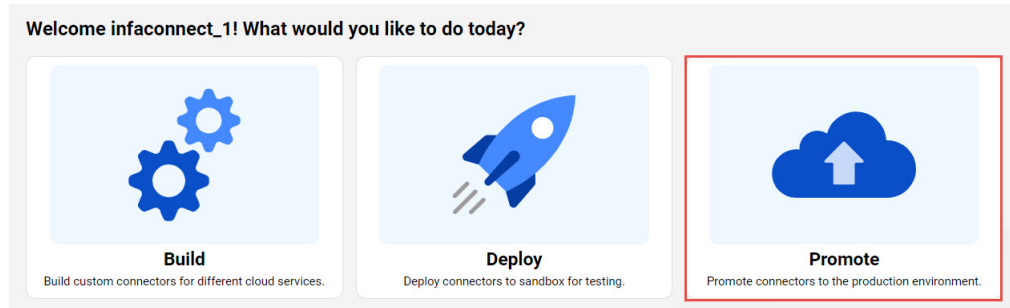 Welcome infaconnect_1! What would you like to do today?
Build
Build custom connectors for different cloud services.
Deploy
Deploy connectors to sandbox for testing.
Promote
Promote connectors to the production environment.